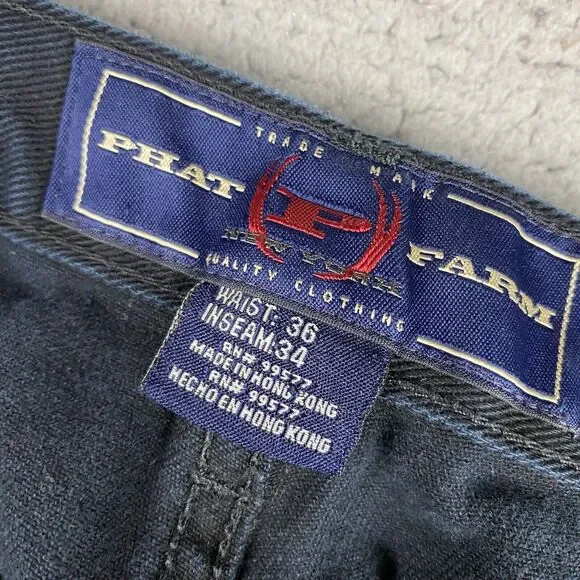 TRADE MARK
PHAT P FARM
NEW YORK
QUALITY CLOTHING
WAIST: 36
INSEAM: 34
RN# 99577
MADE IN HONG KONG
RN# 99577
HECHO EN HONG KONG